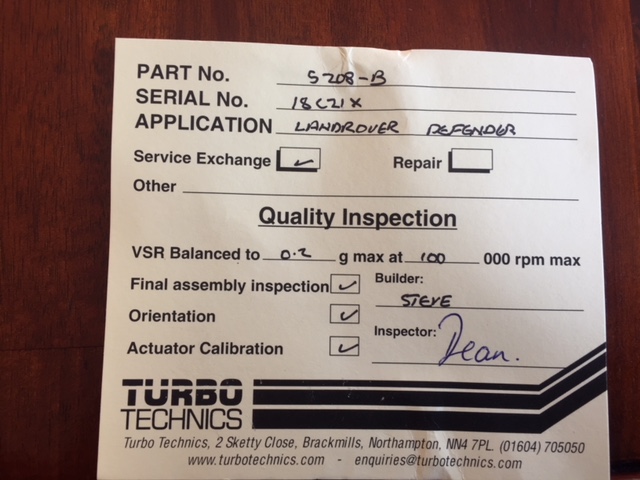 PART No. S208-B
SERIAL No. 18C21X
APPLICATION LANDROVER DEFENDER
Service Exchange ✓ Repair
Other
Quality Inspection
VSR Balanced to 0.2 g max at 100 000 rpm max
Final assembly inspection ✓ Builder:
STEVE
Orientation ✓
Inspector: Dean.
Actuator Calibration ✓
TURBO
TECHNICS
Turbo Technics, 2 Sketty Close, Brackmills, Northampton, NN4 7PL. (01604) 705050
www.turbotechnics.com - enquiries@turbotechnics.com